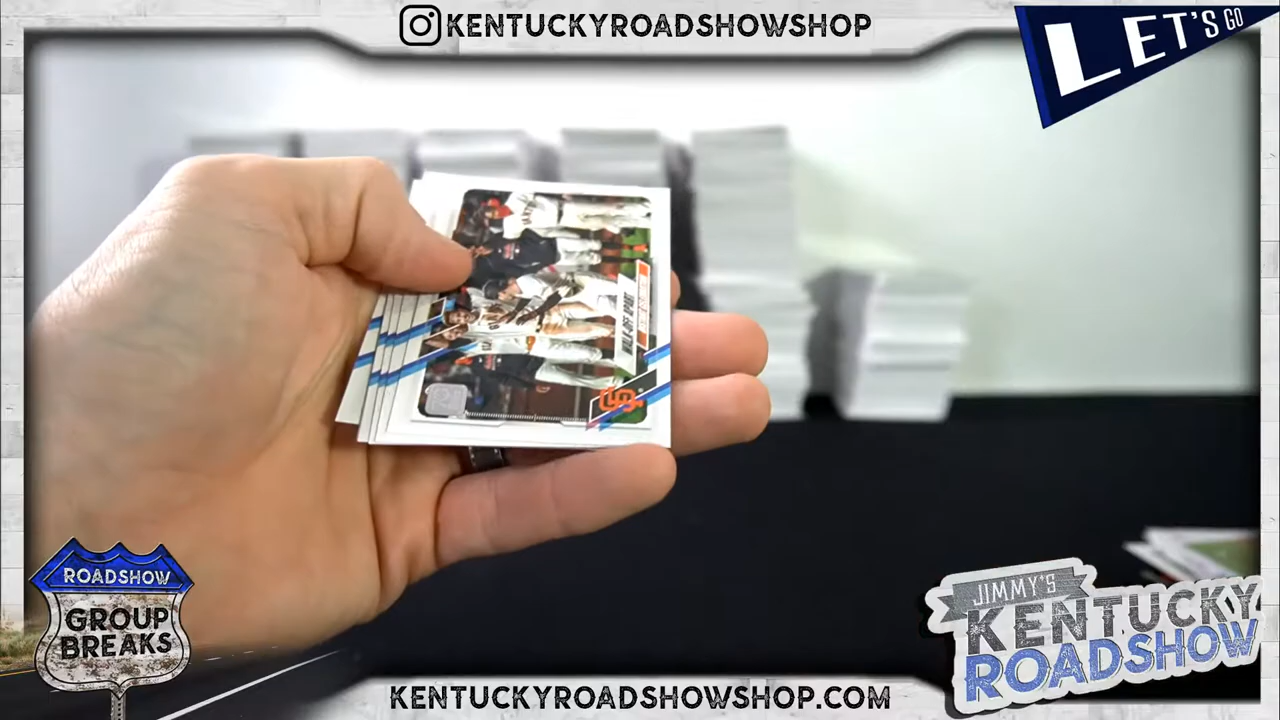 KENTUCKYROADSHOWSHOP
LET'S GO
ROADSHOW
GROUP
BREAKS
JIMMY'S
KENTUCKY
ROADSHOW
KENTUCKYROADSHOWSHOP.COM